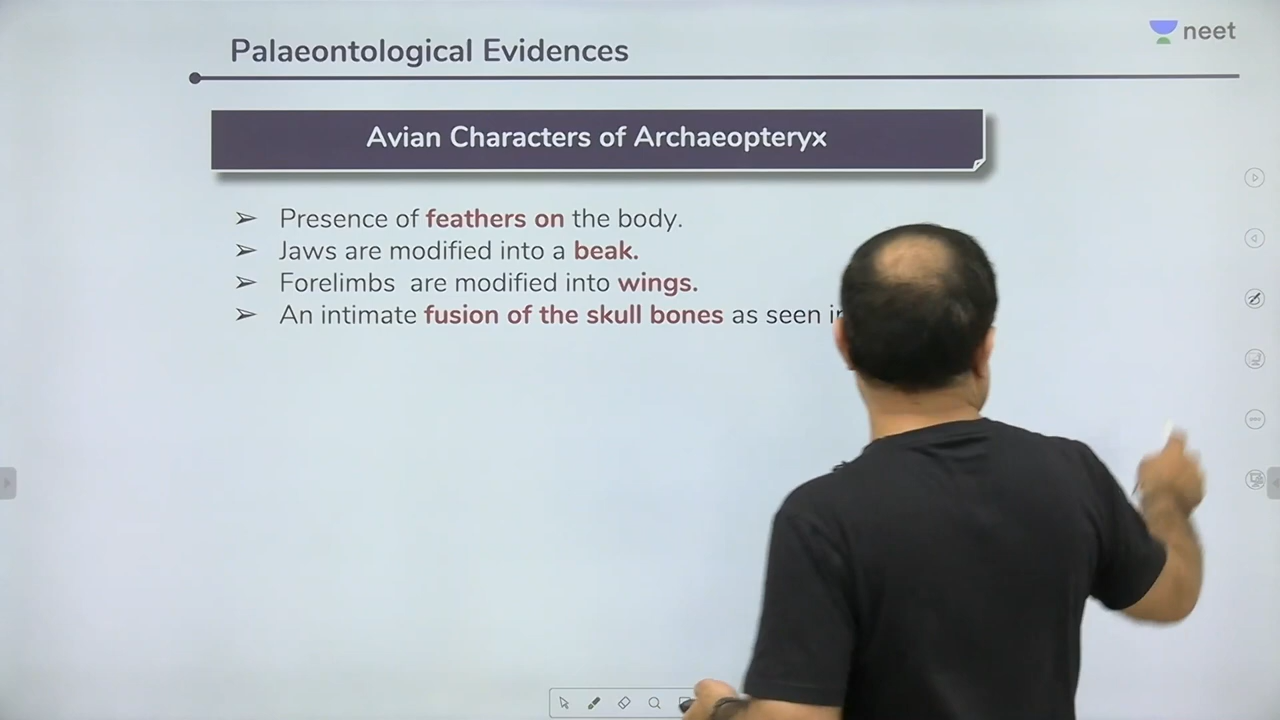 neet
Palaeontological Evidences
Avian Characters of Archaeopteryx
➢ Presence of feathers on the body.
➢ Jaws are modified into a beak.
➢ Forelimbs  are modified into wings.
➢ An intimate fusion of the skull bones as seen